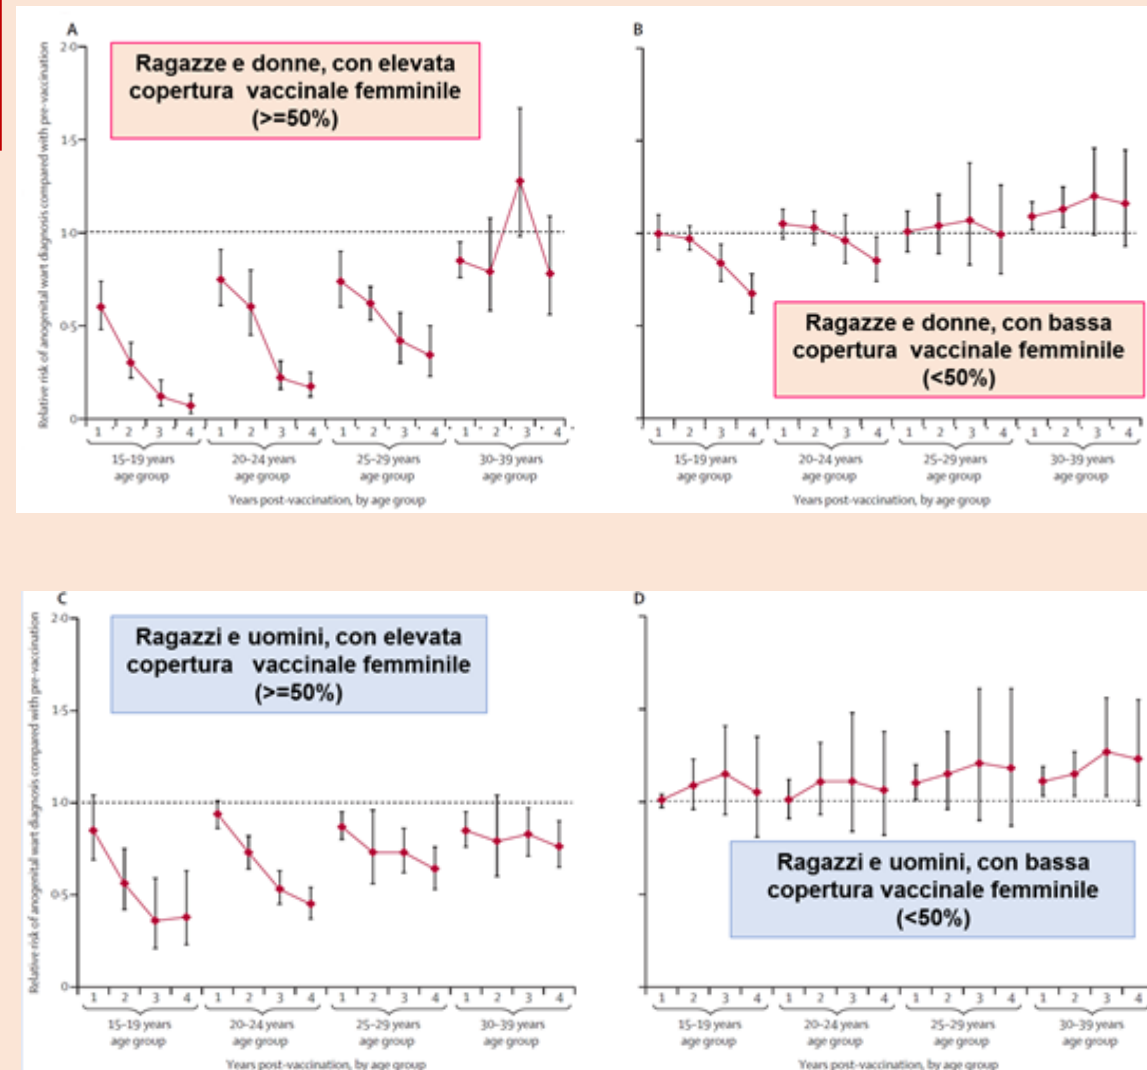 A
B
Relative risk of anogenital wart diagnosis compared with pre-vaccination
2·0
1·5
1·0
0·5
0
Ragazze e donne, con elevata
copertura vaccinale femminile
(>=50%)
Ragazze e donne, con bassa
copertura vaccinale femminile
(<50%)
1 2 3 4 1 2 3 4 1 2 3 4 1 2 3 4
1 2 3 4 1 2 3 4 1 2 3 4 1 2 3 4
15–19 years
age group
20–24 years
age group
25–29 years
age group
30–39 years
age group
15–19 years
age group
20–24 years
age group
25–29 years
age group
30–39 years
age group
Years post-vaccination, by age group
Years post-vaccination, by age group
C
D
Relative risk of anogenital wart diagnosis compared with pre-vaccination
2·0
1·5
1·0
0·5
0
Ragazzi e uomini, con elevata
copertura vaccinale femminile
(>=50%)
Ragazzi e uomini, con bassa
copertura vaccinale femminile
(<50%)
1 2 3 4 1 2 3 4 1 2 3 4 1 2 3 4
1 2 3 4 1 2 3 4 1 2 3 4 1 2 3 4
15–19 years
age group
20–24 years
age group
25–29 years
age group
30–39 years
age group
15–19 years
age group
20–24 years
age group
25–29 years
age group
30–39 years
age group
Years post-vaccination, by age group
Years post-vaccination, by age group